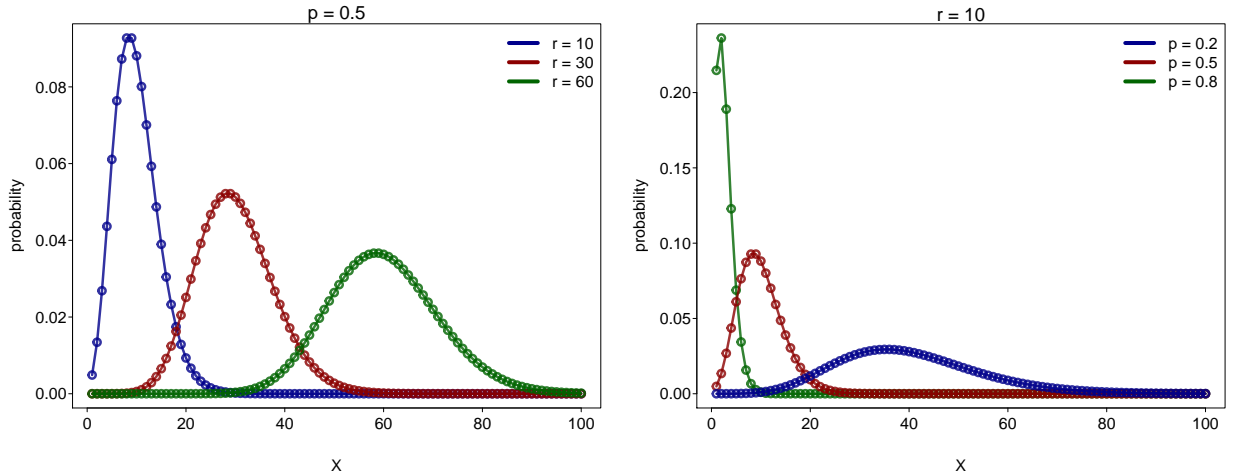 p = 0.5
r = 10
r = 30
r = 60
0.08
0.06
0.04
0.02
0.00
probability
0 20 40 60 80 100
X
r = 10
p = 0.2
p = 0.5
p = 0.8
0.20
0.15
0.10
0.05
0.00
probability
0 20 40 60 80 100
X